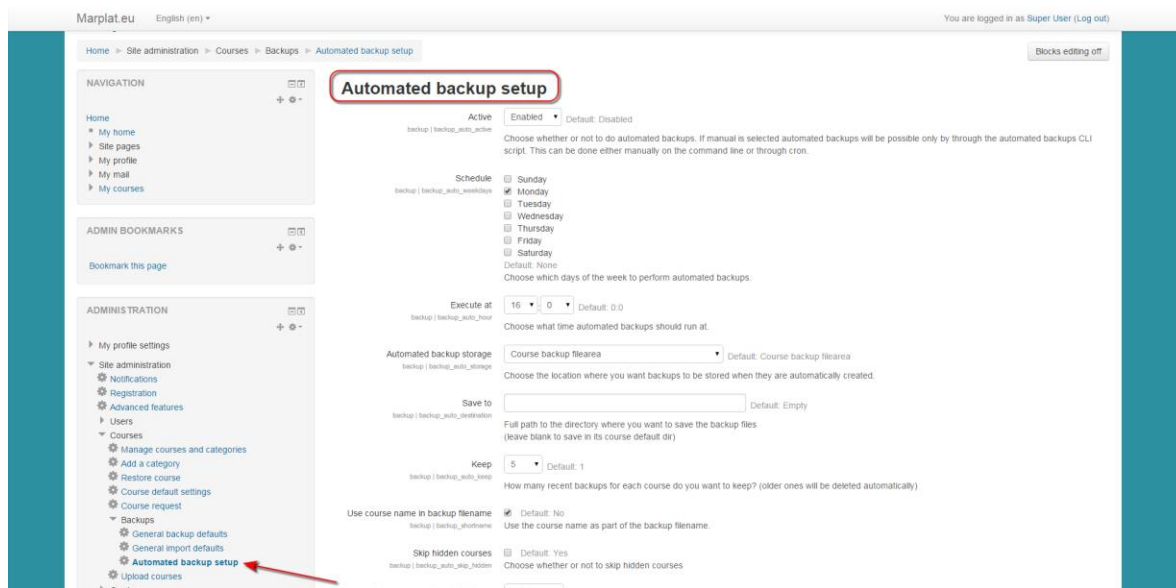 Marplat.eu English (en)
You are logged in as Super User (Log out)
Home Site administration Courses Backups Automated backup setup
Blocks editing off
NAVIGATION
Home
My home
Site pages
My profile
My mail
My courses
ADMIN BOOKMARKS
Bookmark this page
ADMINISTRATION
My profile settings
Site administration
Notifications
Registration
Advanced features
Users
Courses
Manage courses and categories
Add a category
Restore course
Course default settings
Course request
Backups
General backup defaults
General import defaults
Automated backup setup
Upload courses
Automated backup setup
Active Enabled Default: Disabled
backup | backup_auto_active
Choose whether or not to do automated backups. If manual is selected automated backups will be possible only by through the automated backups CLI
script. This can be done either manually on the command line or through cron.
Schedule
backup | backup_auto_weekdays
Sunday
Monday
Tuesday
Wednesday
Thursday
Friday
Saturday
Default: None
Choose which days of the week to perform automated backups.
Execute at 16 : 0 Default: 0:0
backup | backup_auto_hour
Choose what time automated backups should run at.
Automated backup storage Course backup filearea Default: Course backup filearea
backup | backup_auto_storage
Choose the location where you want backups to be stored when they are automatically created.
Save to Default: Empty
backup | backup_auto_destination
Full path to the directory where you want to save the backup files
(leave blank to save in its course default dir)
Keep 5 Default: 1
backup | backup_auto_keep
How many recent backups for each course do you want to keep? (older ones will be deleted automatically)
Use course name in backup filename Default: No
backup | backup_shortname
Use the course name as part of the backup filename.
Skip hidden courses Default: Yes
backup | backup_auto_skip_hidden
Choose whether or not to skip hidden courses